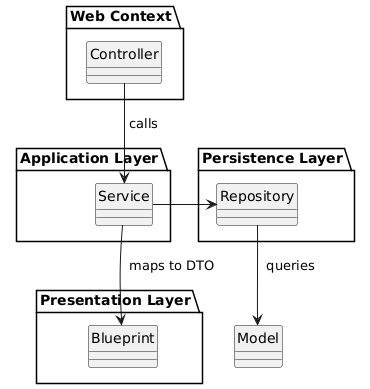 Web Context
Controller
calls
Application Layer
Persistence Layer
Service
Repository
maps to DTO
queries
Presentation Layer
Blueprint
Model